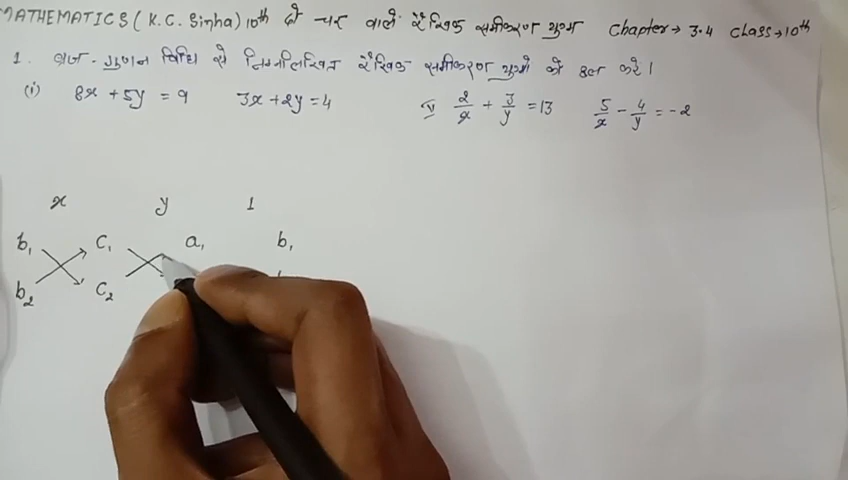 MATHEMATICS ( K.C. Sinha) 10th दो चर वाले रैखिक समीकरण युग्म Chapter→ 3.4 Class→10th
1. वज्र-गुणन विधि से निम्नलिखित रैखिक समीकरण युग्मों को हल करें।
(i) 8x + 5y = 9 3x + 2y = 4 v 2/x + 3/y = 13 5/x - 4/y = -2
x y 1
b₁ c₁ a₁ b₁
b₂ c₂